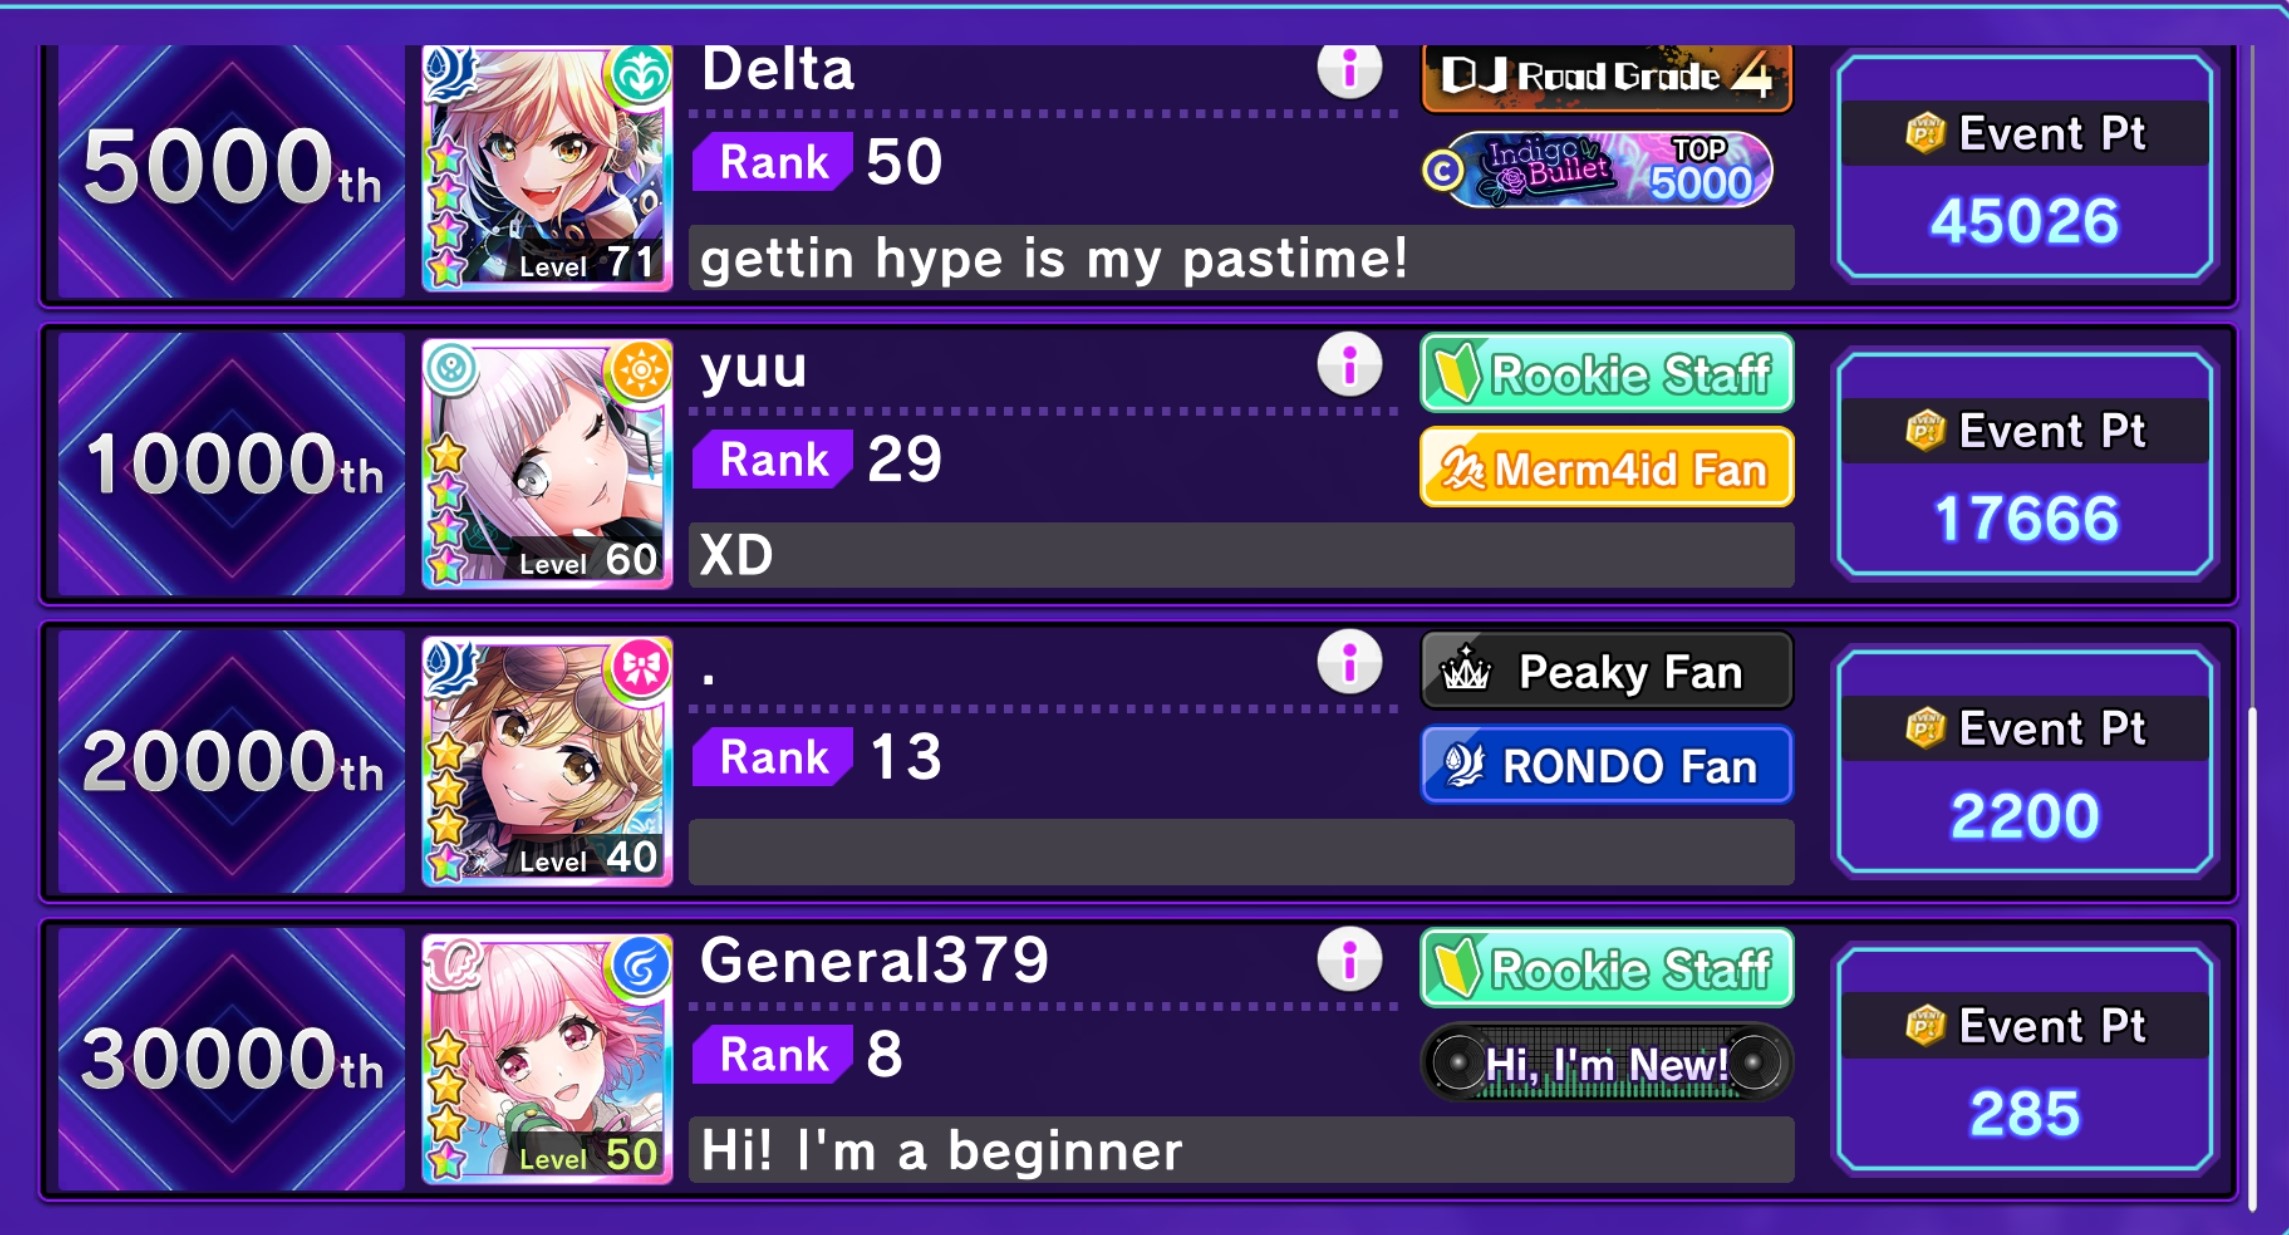 5000th
Delta
DJ Road Grade 4
Rank 50
© Indigo Bullet TOP 5000
Level 71
gettin hype is my pastime!
Event Pt
45026
10000th
yuu
Rookie Staff
Rank 29
Merm4id Fan
Level 60
XD
Event Pt
17666
20000th
.
Peaky Fan
Rank 13
RONDO Fan
Level 40
Event Pt
2200
30000th
General379
Rookie Staff
Rank 8
Hi, I'm New!
Level 50
Hi! I'm a beginner
Event Pt
285